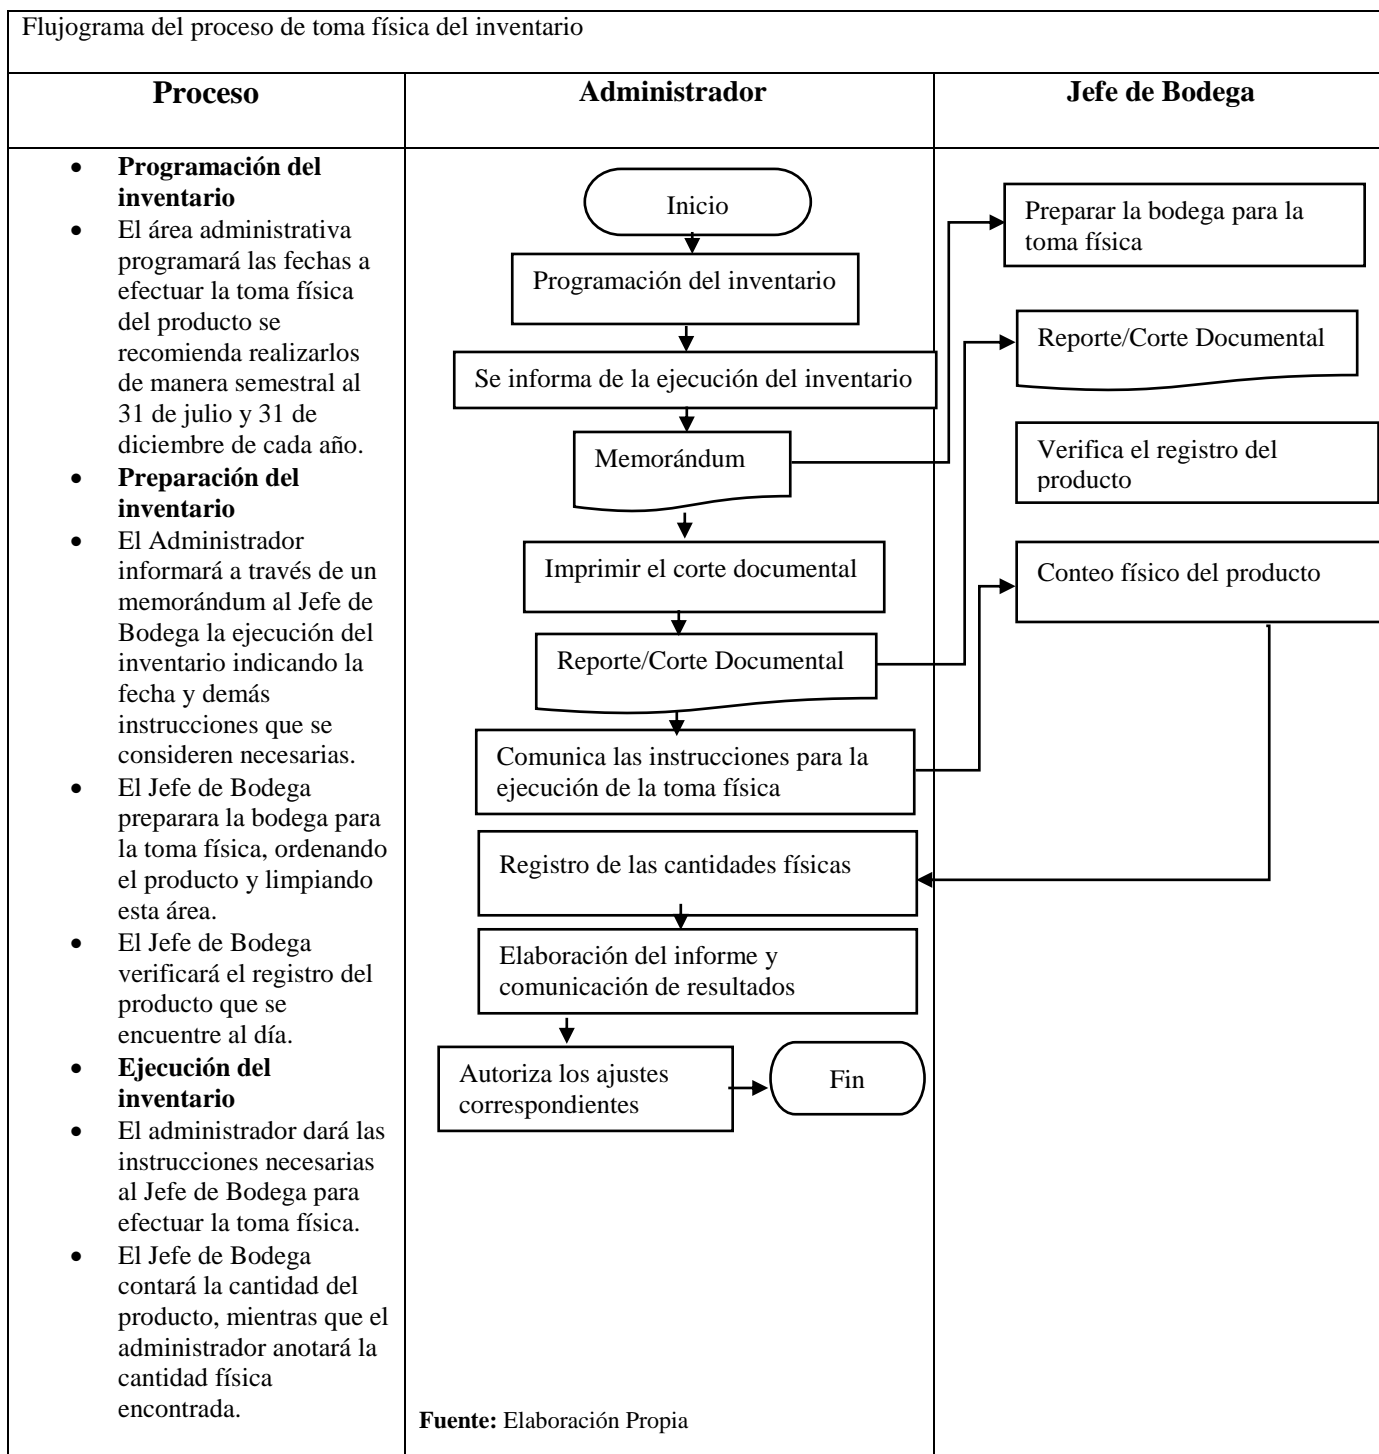 Flujograma del proceso de toma física del inventario
Proceso
Administrador
Jefe de Bodega
• Programación del
inventario
• El área administrativa
programará las fechas a
efectuar la toma física
del producto se
recomienda realizarlos
de manera semestral al
31 de julio y 31 de
diciembre de cada año.
• Preparación del
inventario
• El Administrador
informará a través de un
memorándum al Jefe de
Bodega la ejecución del
inventario indicando la
fecha y demás
instrucciones que se
consideren necesarias.
• El Jefe de Bodega
preparara la bodega para
la toma física, ordenando
el producto y limpiando
esta área.
• El Jefe de Bodega
verificará el registro del
producto que se
encuentre al día.
• Ejecución del
inventario
• El administrador dará las
instrucciones necesarias
al Jefe de Bodega para
efectuar la toma física.
• El Jefe de Bodega
contará la cantidad del
producto, mientras que el
administrador anotará la
cantidad física
encontrada.
Inicio
Programación del inventario
Se informa de la ejecución del inventario
Memorándum
Imprimir el corte documental
Reporte/Corte Documental
Comunica las instrucciones para la
ejecución de la toma física
Registro de las cantidades físicas
Elaboración del informe y
comunicación de resultados
Autoriza los ajustes
correspondientes
Fin
Fuente: Elaboración Propia
Preparar la bodega para la
toma física
Reporte/Corte Documental
Verifica el registro del
producto
Conteo físico del producto